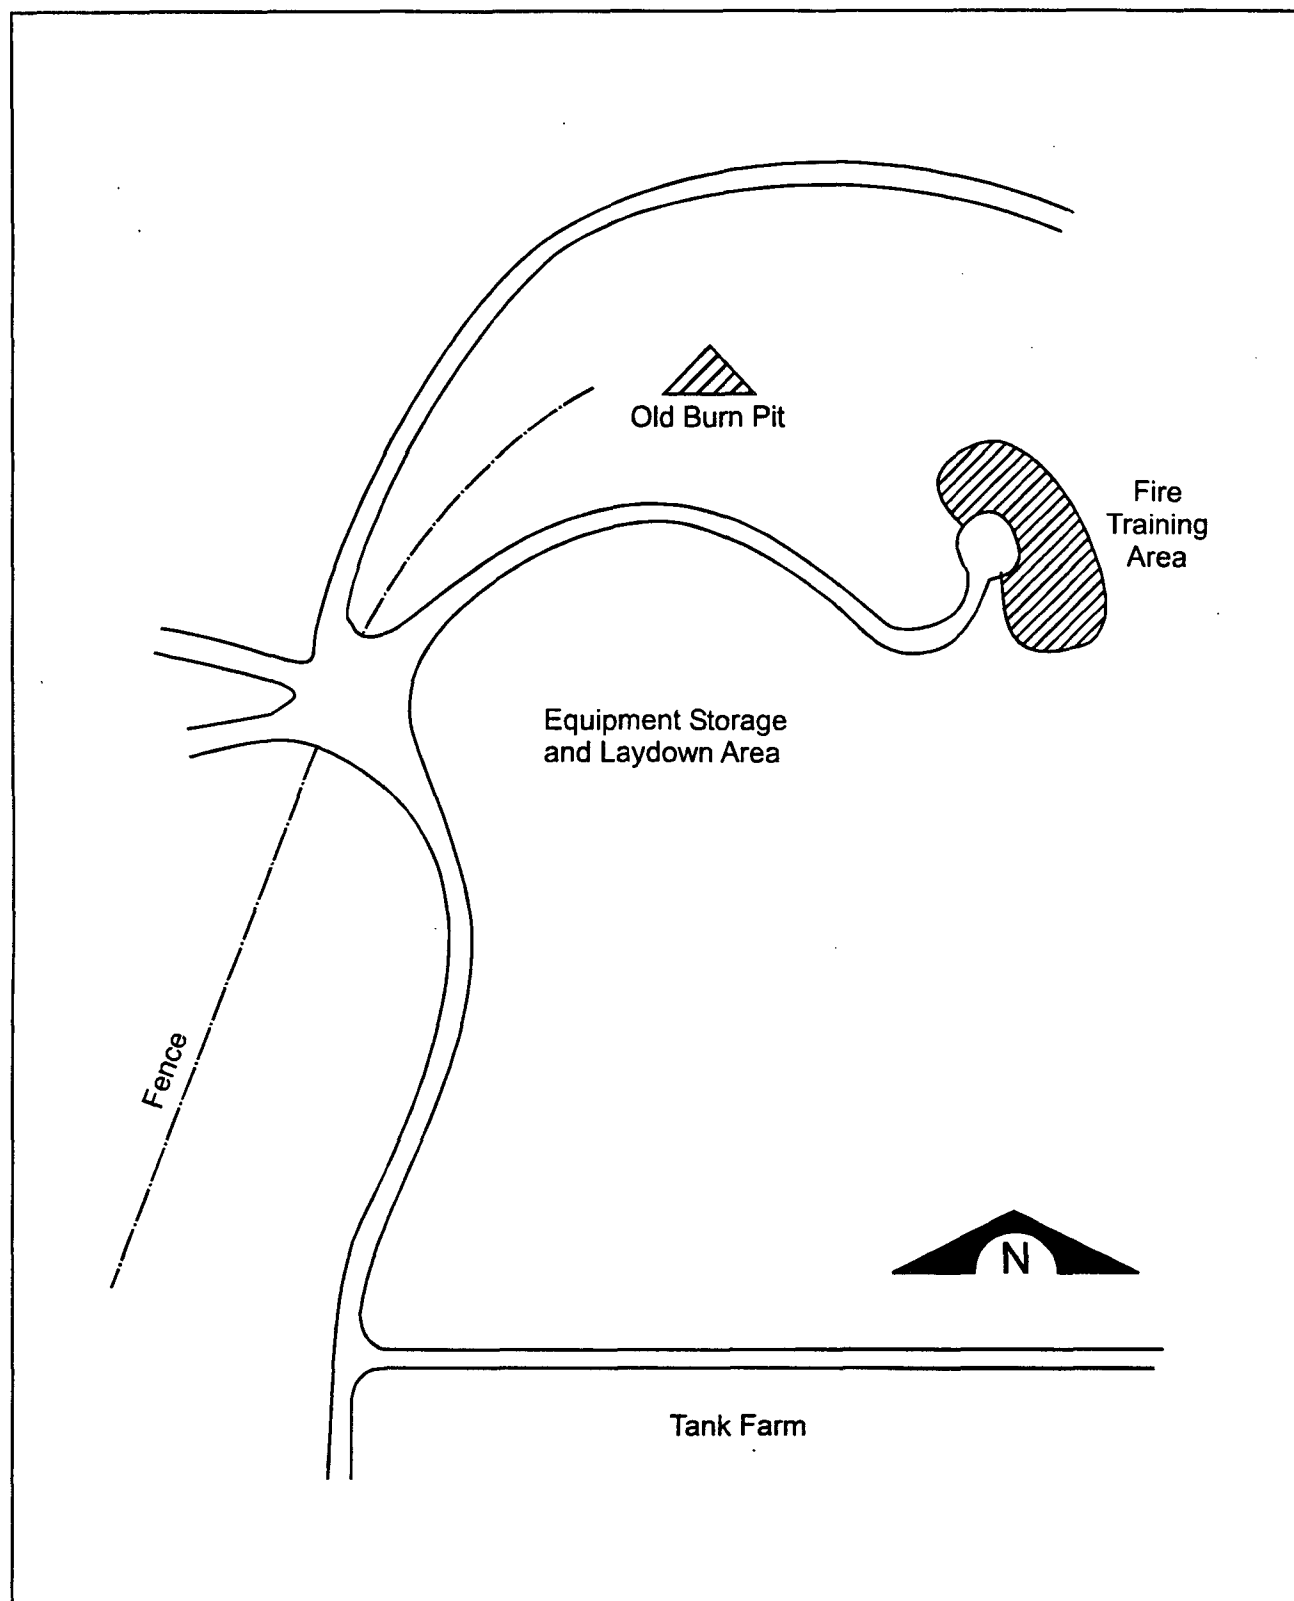 Old Burn Pit
Fire
Training
Area
Equipment Storage
and Laydown Area
Fence
N
Tank Farm